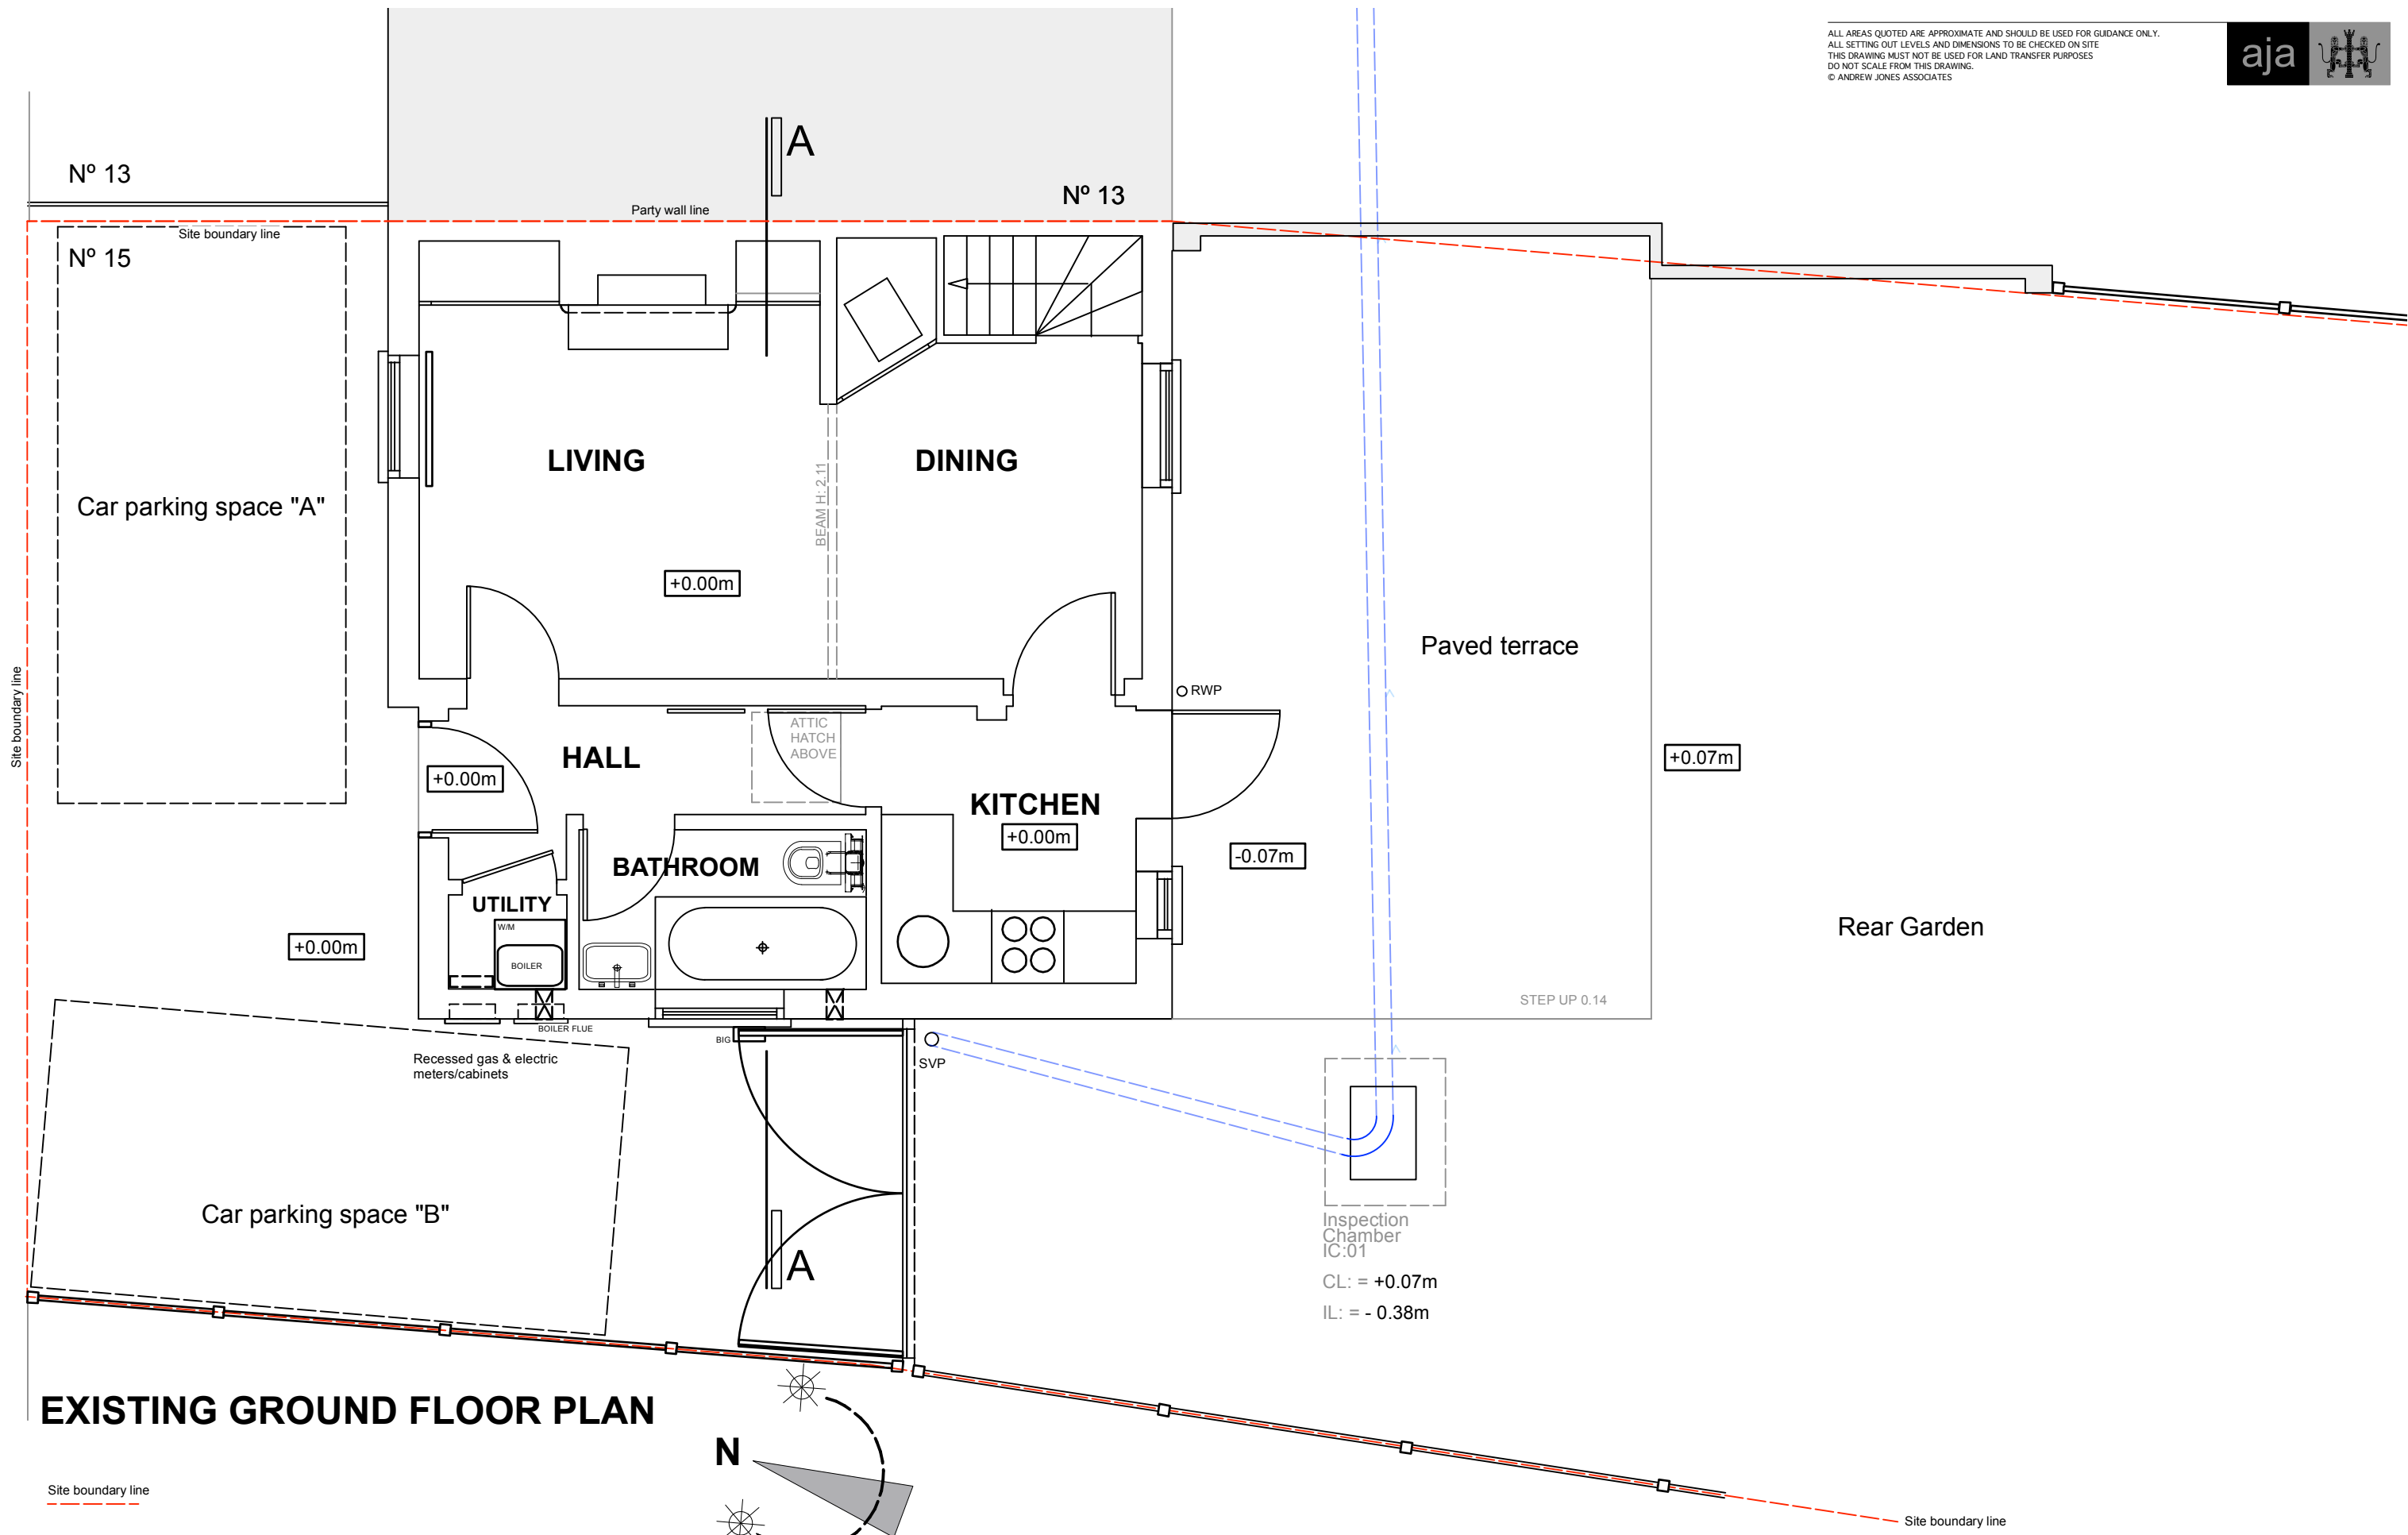 ALL AREAS QUOTED ARE APPROXIMATE AND SHOULD BE USED FOR GUIDANCE ONLY.
ALL SETTING OUT LEVELS AND DIMENSIONS TO BE CHECKED ON SITE
THIS DRAWING MUST NOT BE USED FOR LAND TRANSFER PURPOSES
DO NOT SCALE FROM THIS DRAWING.
© ANDREW JONES ASSOCIATES
aja
A
Nº 13
Nº 13
Party wall line
Site boundary line
Nº 15
LIVING
DINING
BEAM H: 2.11
Car parking space "A"
+0.00m
Paved terrace
Site boundary line
RWP
ATTIC
HATCH
ABOVE
HALL
+0.00m
+0.07m
KITCHEN
+0.00m
-0.07m
BATHROOM
UTILITY
W/M
BOILER
+0.00m
Rear Garden
STEP UP 0.14
BOILER FLUE
BIG
SVP
Recessed gas & electric
meters/cabinets
Car parking space "B"
A
Inspection
Chamber
IC:01
CL: = +0.07m
IL: = - 0.38m
EXISTING GROUND FLOOR PLAN
N
Site boundary line
Site boundary line